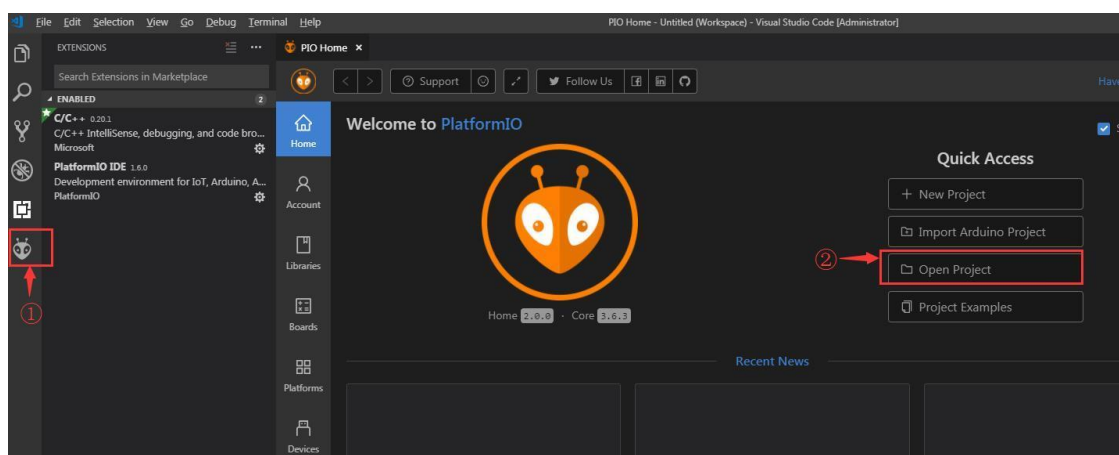 File Edit Selection View Go Debug Terminal Help
PIO Home - Untitled (Workspace) - Visual Studio Code [Administrator]
EXTENSIONS
PIO Home
Search Extensions in Marketplace
Support
Follow Us
Have
ENABLED
2
C/C++ 0.20.1
C/C++ IntelliSense, debugging, and code bro...
Microsoft
PlatformIO IDE 1.6.0
Development environment for IoT, Arduino, A...
PlatformIO
①
Home
Account
Libraries
Boards
Platforms
Devices
Welcome to PlatformIO
Home 2.0.0 · Core 3.6.3
Quick Access
New Project
Import Arduino Project
②
Open Project
Project Examples
Recent News